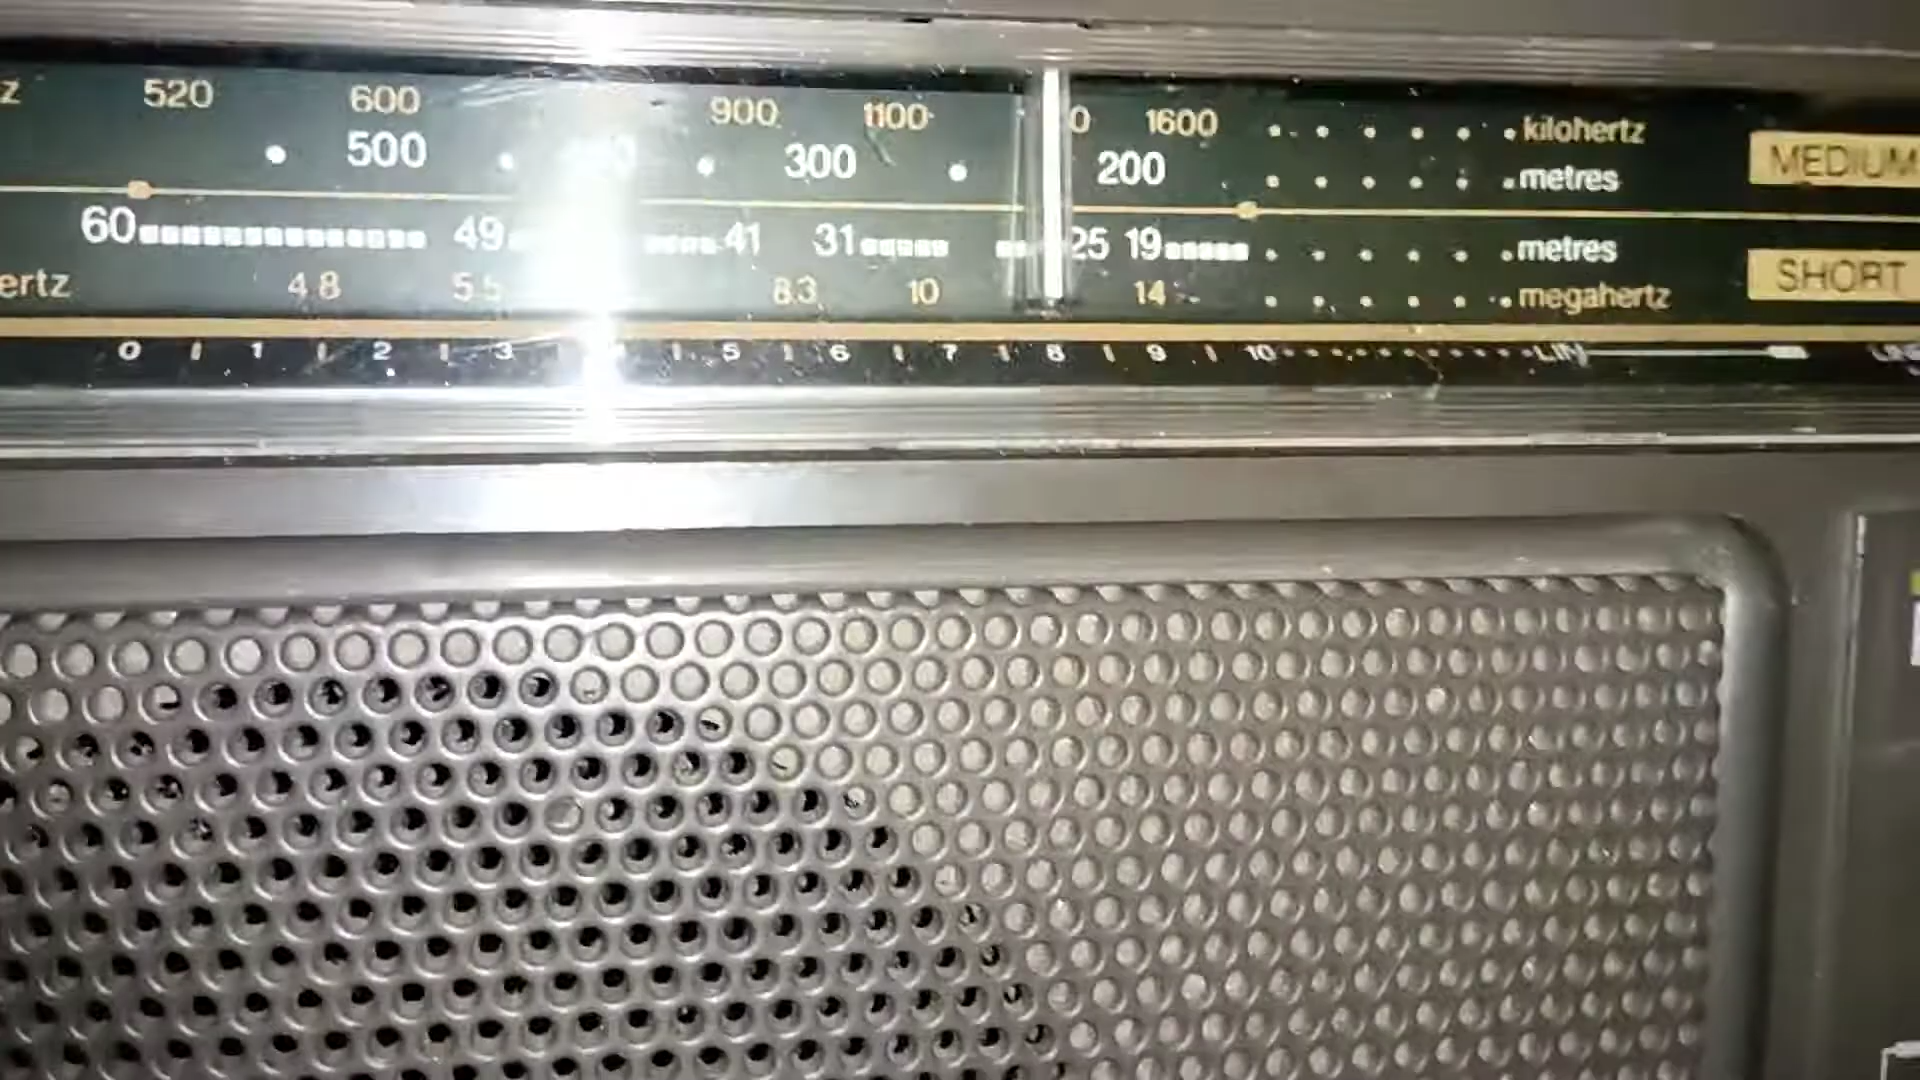 z 520 600 900 1100 0 1600 kilohertz
500 300 200 metres
MEDIUM
60 49 41 31 25 19 metres
ertz 4.8 5.5 8.3 10 14 megahertz
SHORT
0 1 2 3 5 6 7 8 9 10 LIN